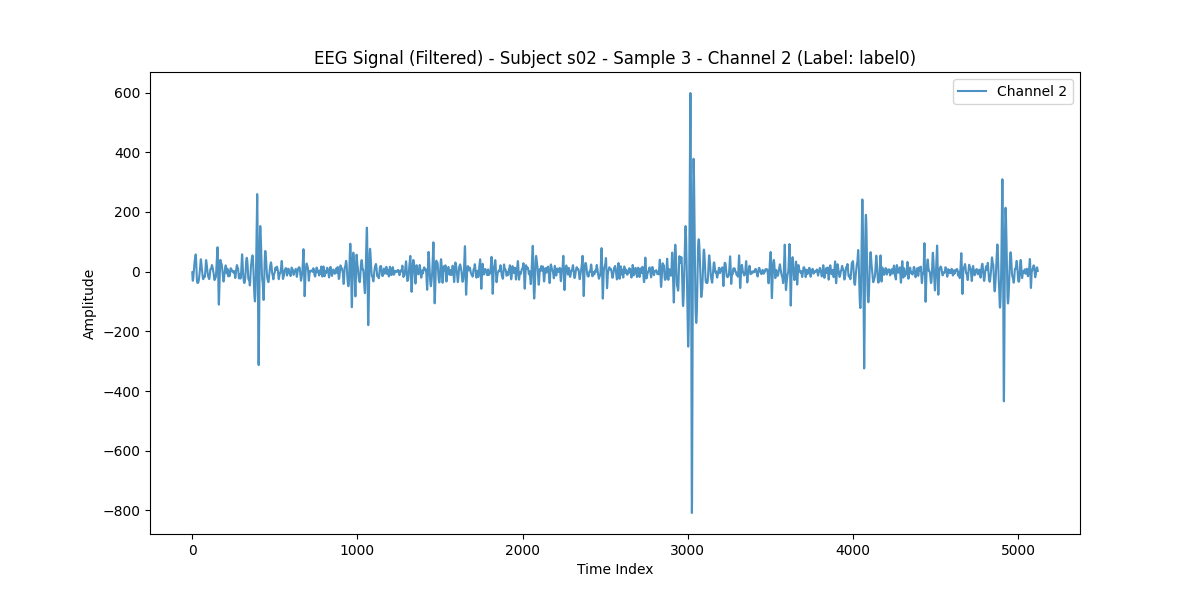 EEG Signal (Filtered) - Subject s02 - Sample 3 - Channel 2 (Label: label0)
Channel 2
600
400
200
0
−200
−400
−600
−800
Amplitude
0 1000 2000 3000 4000 5000
Time Index